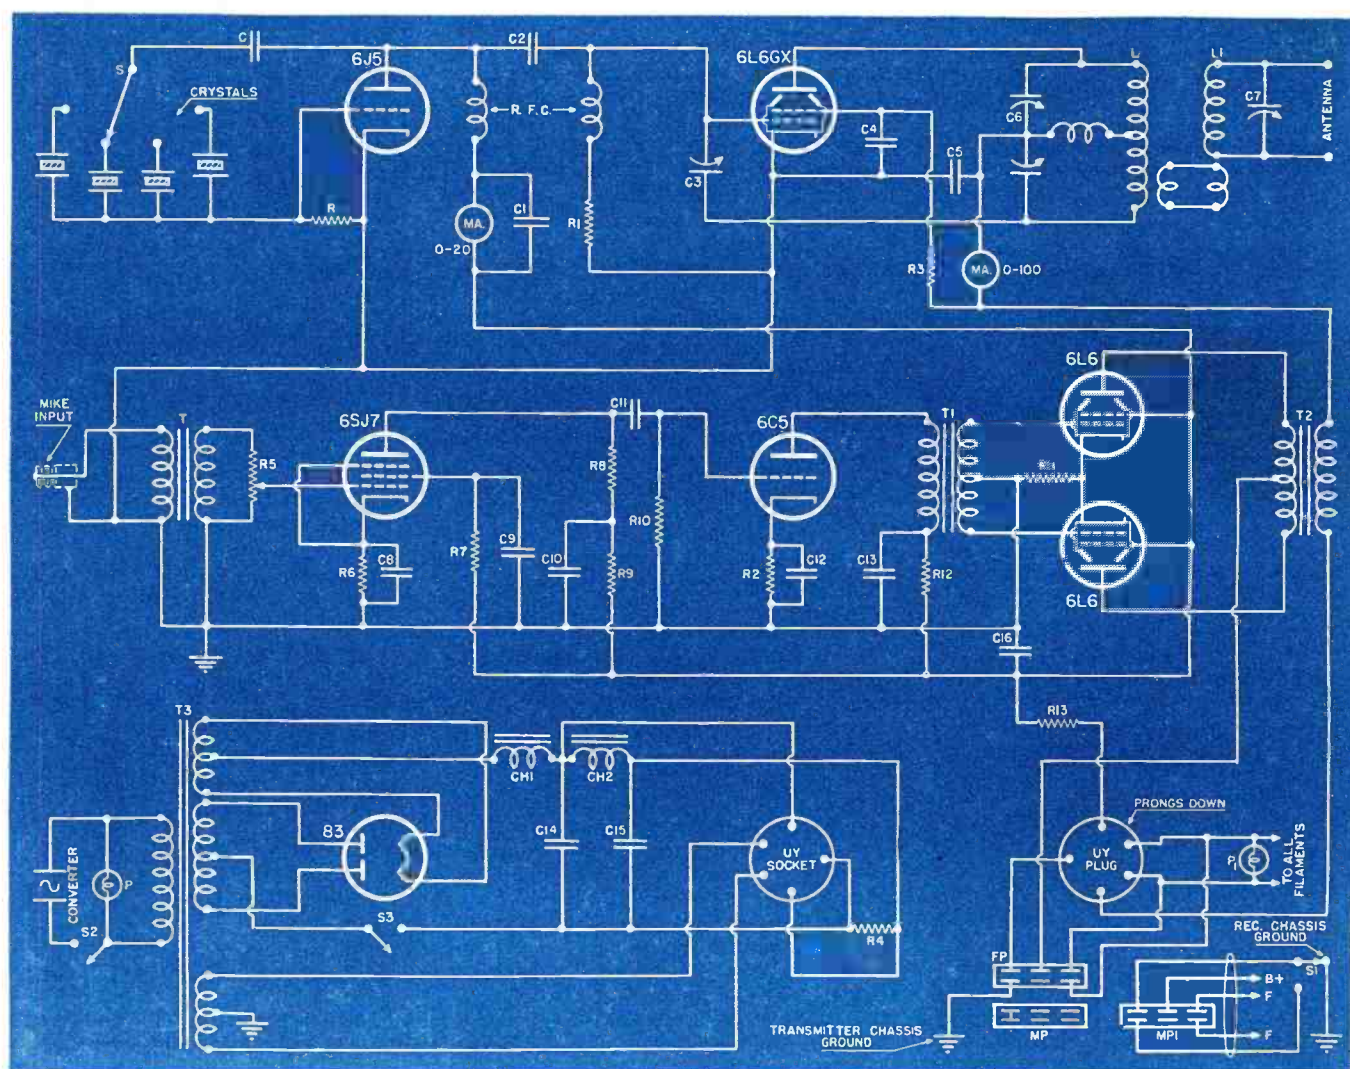 C
C2
6J5
6L6GX
L
L1
S
CRYSTALS
R. F. C.
C4
C6
C7
ANTENNA
C5
C3
R
MA.
0-20
C1
R1
R3
MA.
0-100
MIKE
INPUT
T
6SJ7
C11
6C5
T1
6L6
T2
R5
R8
R10
R6
C8
R7
C9
C10
R9
R2
C12
C13
R12
6L6
C16
T3
R13
CH1
CH2
PRONGS DOWN
83
C14
C15
UY
SOCKET
UY
PLUG
P1
TO ALL
FILAMENTS
CONVERTER
P
S2
S3
R4
REC. CHASSIS
GROUND
FP
S1
B+
F
F
MP
MP1
TRANSMITTER CHASSIS
GROUND